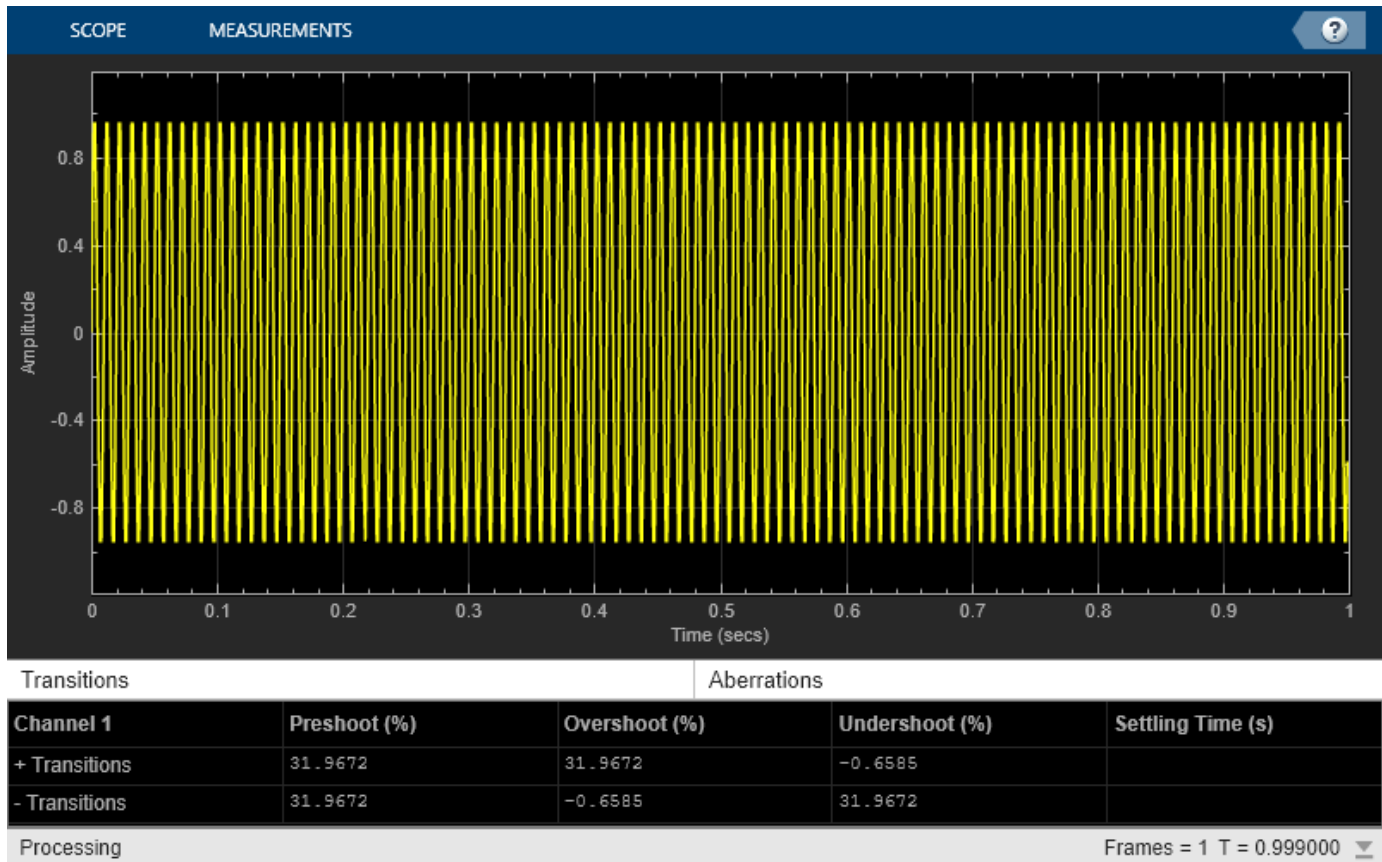 SCOPE MEASUREMENTS ?
0.8
0.4
0
-0.4
-0.8
Amplitude
0 0.1 0.2 0.3 0.4 0.5 0.6 0.7 0.8 0.9 1
Time (secs)
Transitions Aberrations
Channel 1 Preshoot (%) Overshoot (%) Undershoot (%) Settling Time (s)
+ Transitions 31.9672 31.9672 -0.6585
- Transitions 31.9672 -0.6585 31.9672
Processing Frames = 1 T = 0.999000